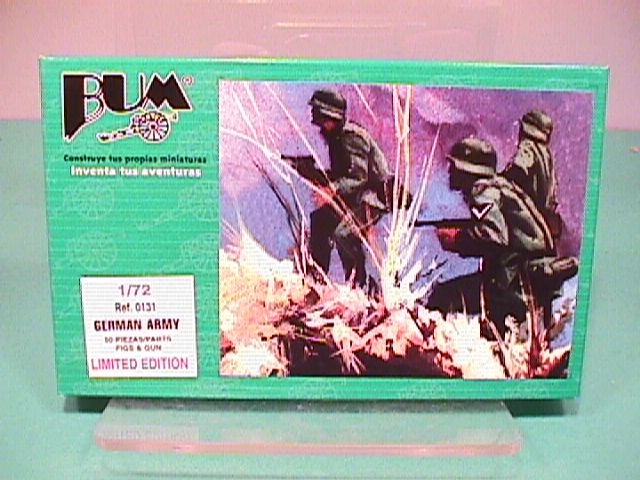 BUM
Construye tus propias miniaturas
Inventa tus aventuras
1/72
Ref. 0131
GERMAN ARMY
50 PIEZAS/PARTS
FIGS & GUN
LIMITED EDITION